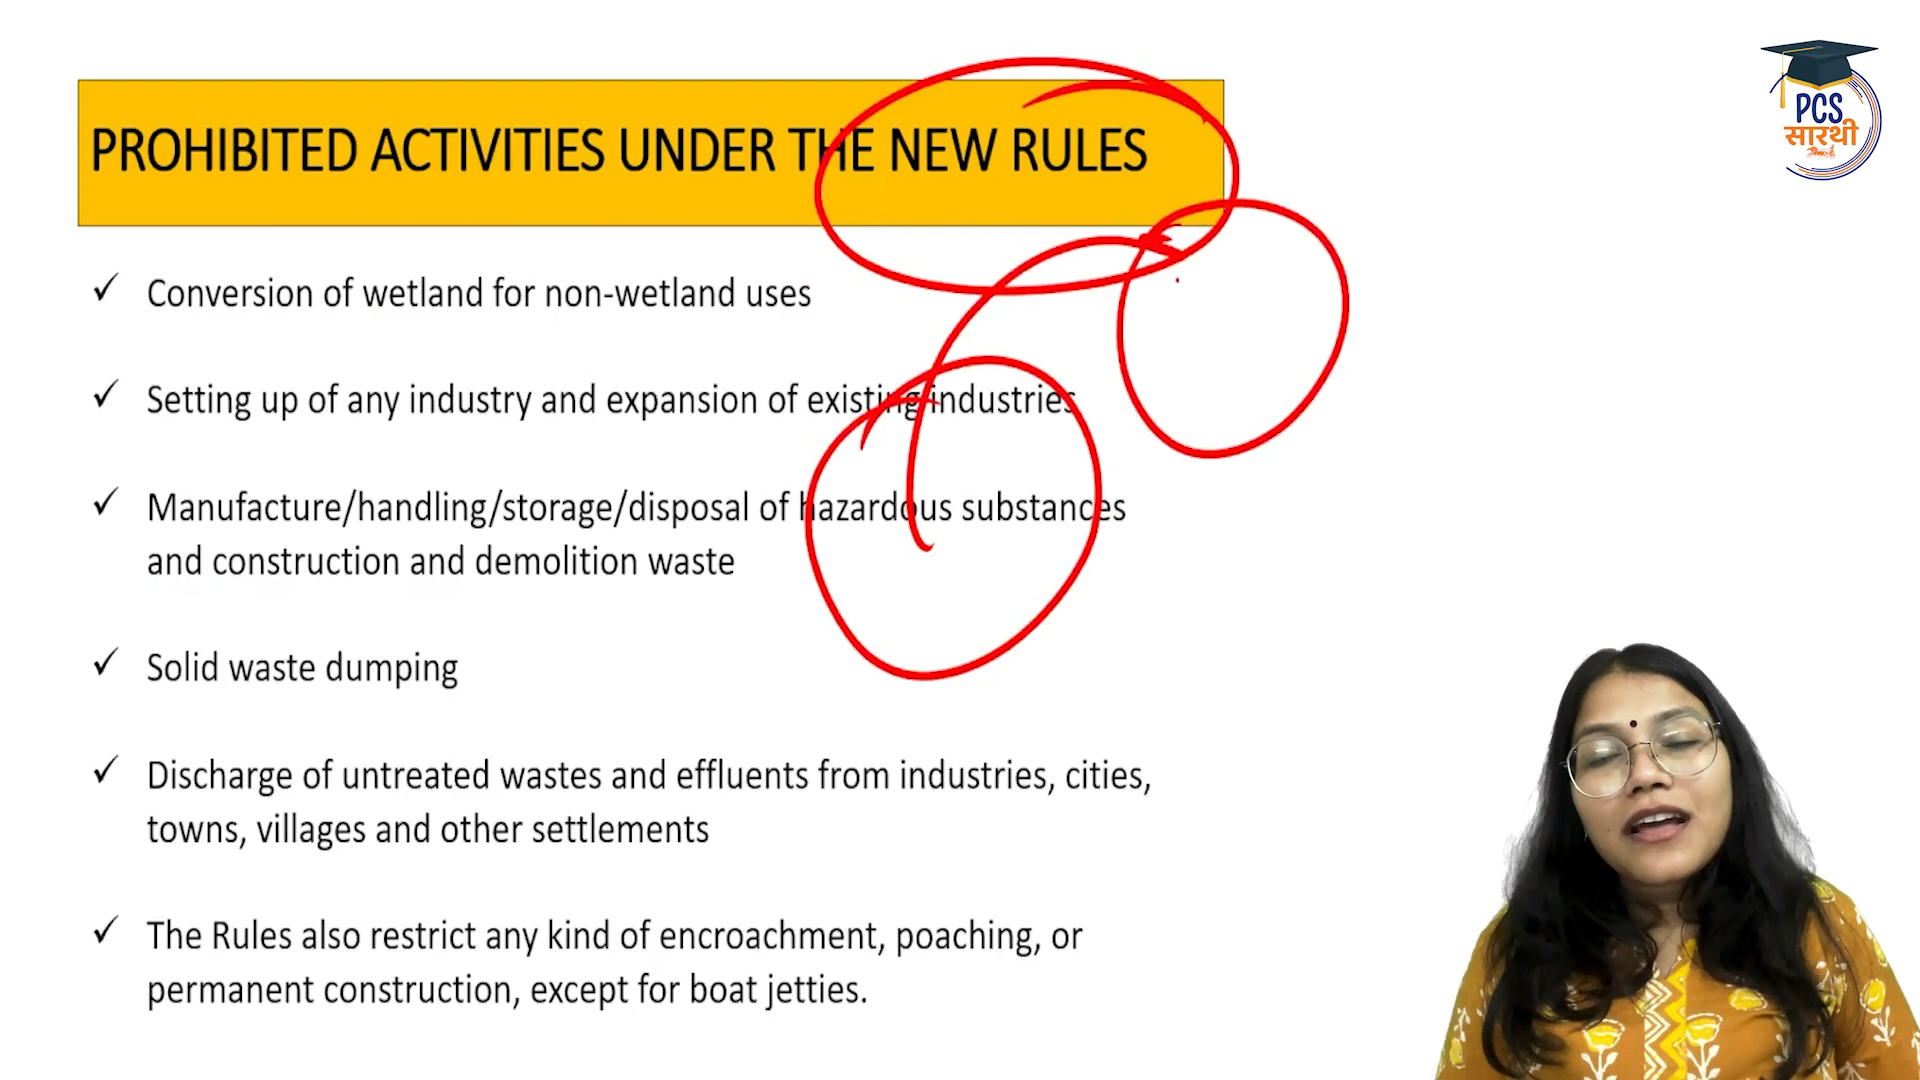 PCS
सारथी
PROHIBITED ACTIVITIES UNDER THE NEW RULES
✓ Conversion of wetland for non-wetland uses
✓ Setting up of any industry and expansion of existing industries
✓ Manufacture/handling/storage/disposal of hazardous substances
and construction and demolition waste
✓ Solid waste dumping
✓ Discharge of untreated wastes and effluents from industries, cities,
towns, villages and other settlements
✓ The Rules also restrict any kind of encroachment, poaching, or
permanent construction, except for boat jetties.